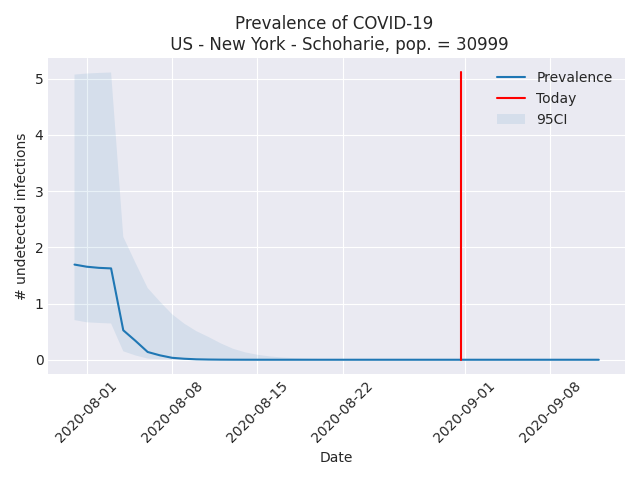 Prevalence of COVID-19
US - New York - Schoharie, pop. = 30999
# undetected infections
5
4
3
2
1
0
Prevalence
Today
95CI
2020-08-01
2020-08-08
2020-08-15
2020-08-22
2020-09-01
2020-09-08
Date